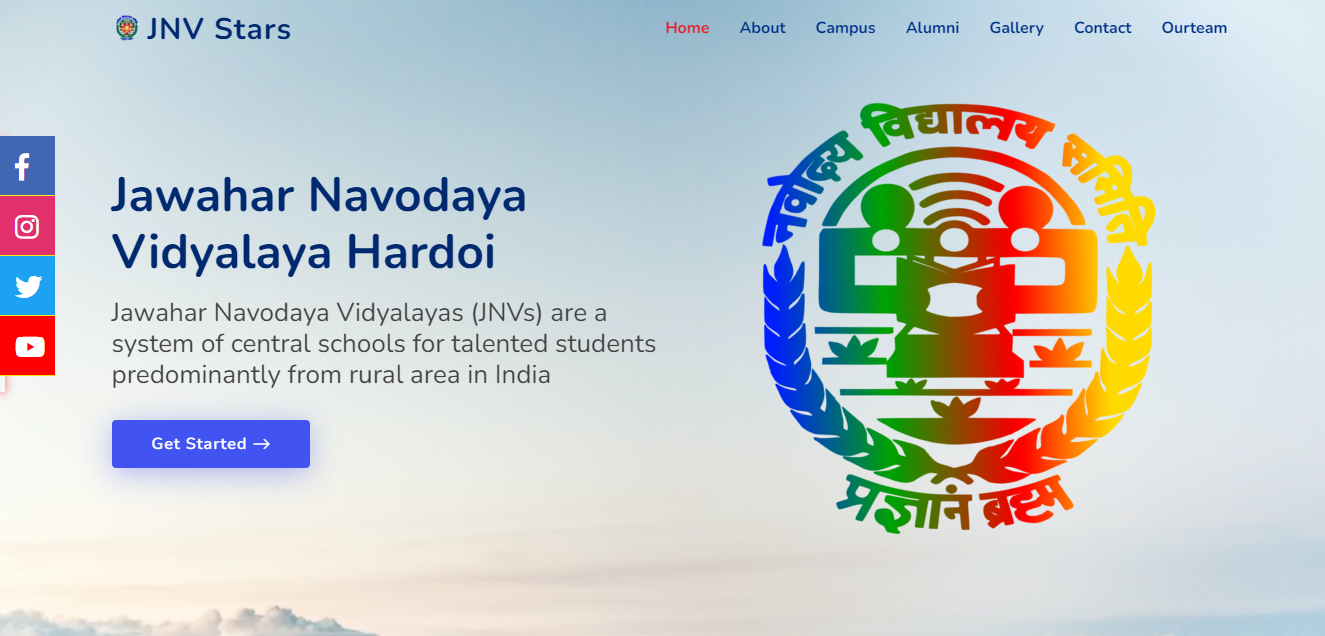 JNV Stars
Home About Campus Alumni Gallery Contact Ourteam
नवोदय विद्यालय समिति
Jawahar Navodaya
Vidyalaya Hardoi
Jawahar Navodaya Vidyalayas (JNVs) are a
system of central schools for talented students
predominantly from rural area in India
Get Started →
प्रज्ञानं ब्रह्म